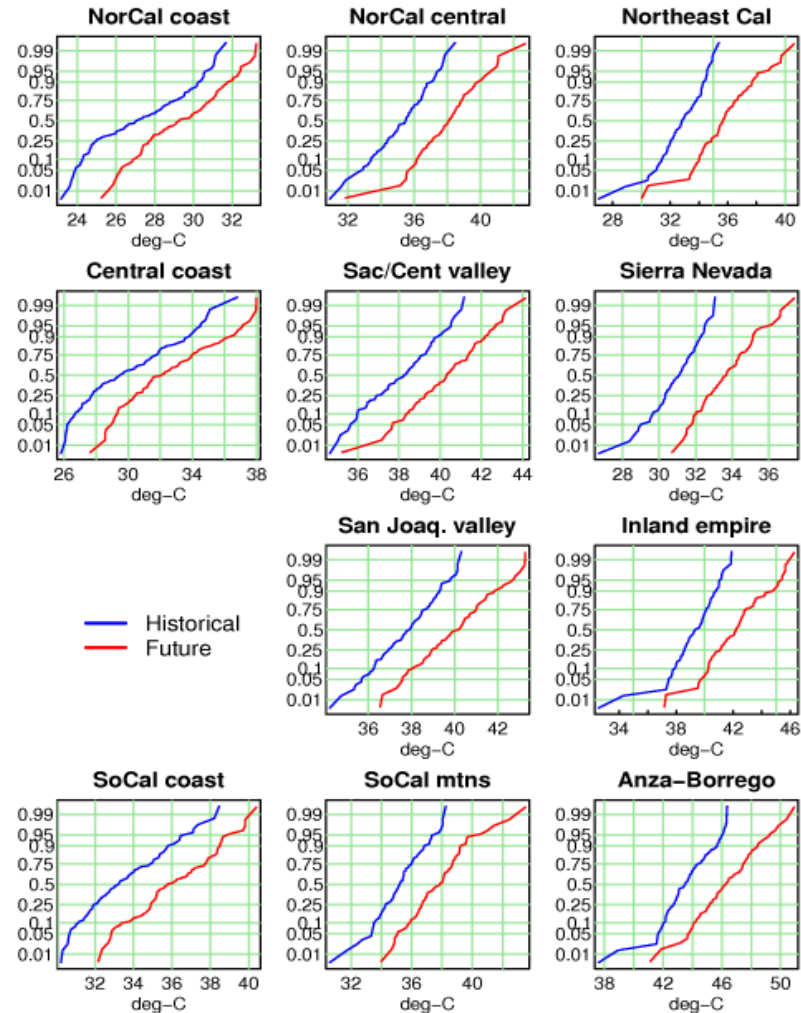 NorCal coast NorCal central Northeast Cal
0.99 0.99 0.99
0.95 0.95 0.95
0.9 0.9 0.9
0.75 0.75 0.75
0.5 0.5 0.5
0.25 0.25 0.25
0.1 0.1 0.1
0.05 0.05 0.05
0.01 0.01 0.01
24 26 28 30 32 32 36 40 28 32 36 40
deg-C deg-C deg-C
Central coast Sac/Cent valley Sierra Nevada
0.99 0.99 0.99
0.95 0.95 0.95
0.9 0.9 0.9
0.75 0.75 0.75
0.5 0.5 0.5
0.25 0.25 0.25
0.1 0.1 0.1
0.05 0.05 0.05
0.01 0.01 0.01
26 30 34 38 36 38 40 42 44 28 30 32 34 36
deg-C deg-C deg-C
San Joaq. valley Inland empire
0.99 0.99
0.95 0.95
0.9 0.9
0.75 0.75
Historical
0.5 0.5
Future
0.25 0.25
0.1 0.1
0.05 0.05
0.01 0.01
36 38 40 42 34 38 42 46
deg-C deg-C
SoCal coast SoCal mtns Anza-Borrego
0.99 0.99 0.99
0.95 0.95 0.95
0.9 0.9 0.9
0.75 0.75 0.75
0.5 0.5 0.5
0.25 0.25 0.25
0.1 0.1 0.1
0.05 0.05 0.05
0.01 0.01 0.01
32 34 36 38 40 32 34 36 38 40 42 38 42 46 50
deg-C deg-C deg-C